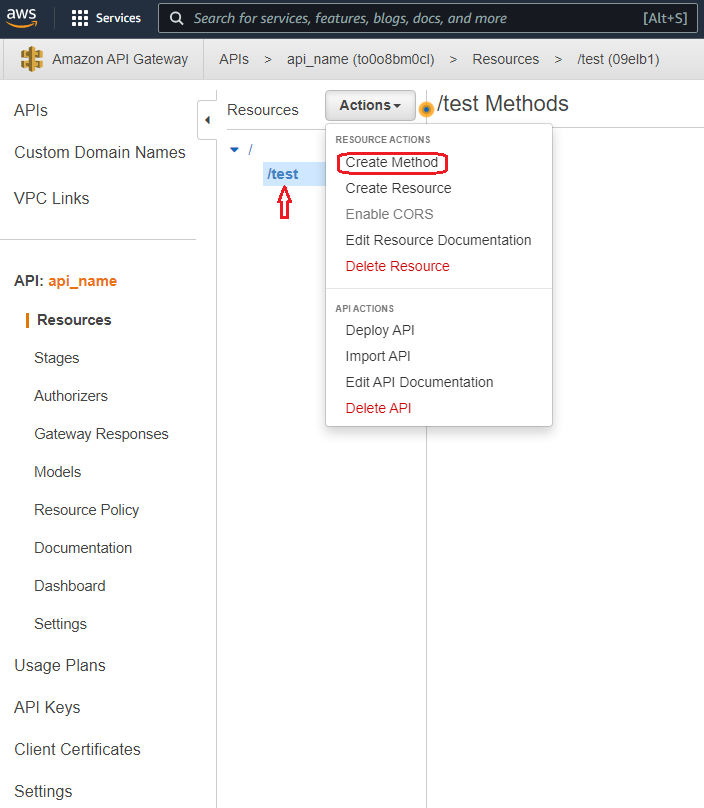 aws
Services
Search for services, features, blogs, docs, and more
[Alt+S]
Amazon API Gateway
APIs > api_name (to0o8bm0cl) > Resources > /test (09elb1)
APIs
Custom Domain Names
VPC Links
API: api_name
Resources
Stages
Authorizers
Gateway Responses
Models
Resource Policy
Documentation
Dashboard
Settings
Usage Plans
API Keys
Client Certificates
Settings
Resources
Actions
/
/test
RESOURCE ACTIONS
Create Method
Create Resource
Enable CORS
Edit Resource Documentation
Delete Resource
API ACTIONS
Deploy API
Import API
Edit API Documentation
Delete API
/test Methods